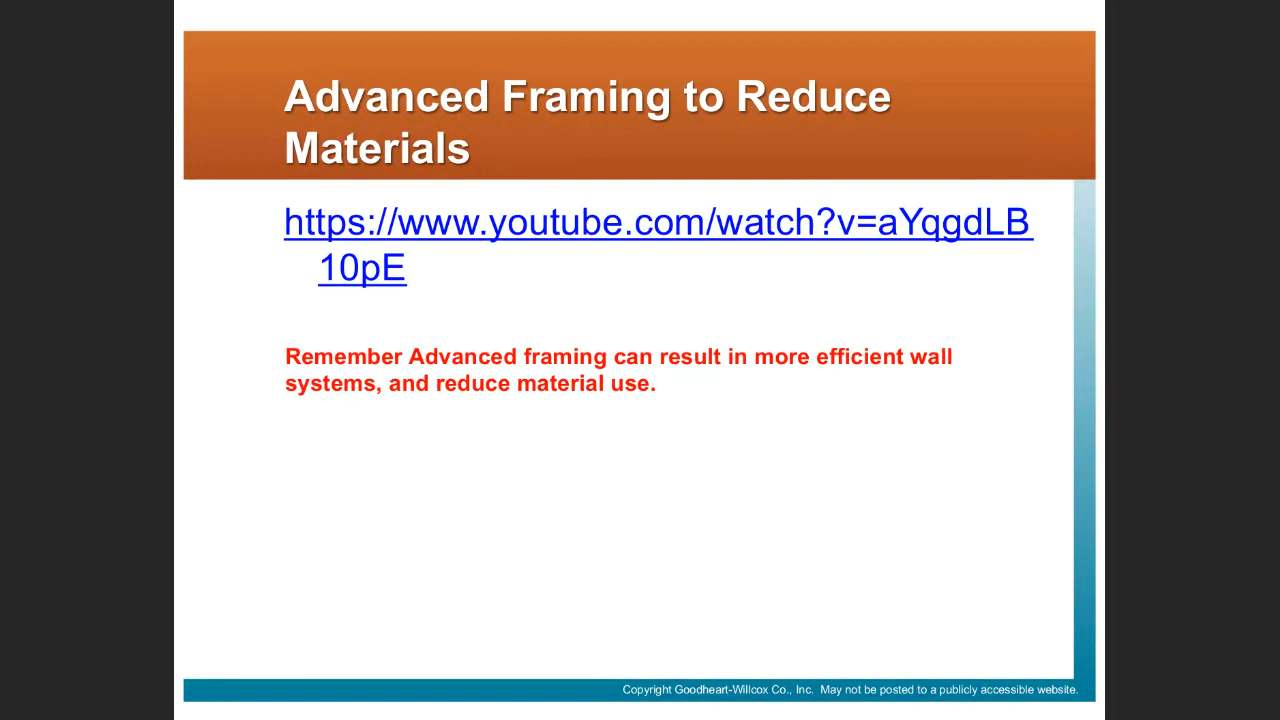 Advanced Framing to Reduce
Materials
https://www.youtube.com/watch?v=aYqgdLB
10pE
Remember Advanced framing can result in more efficient wall
systems, and reduce material use.
Copyright Goodheart-Willcox Co., Inc.  May not be posted to a publicly accessible website.